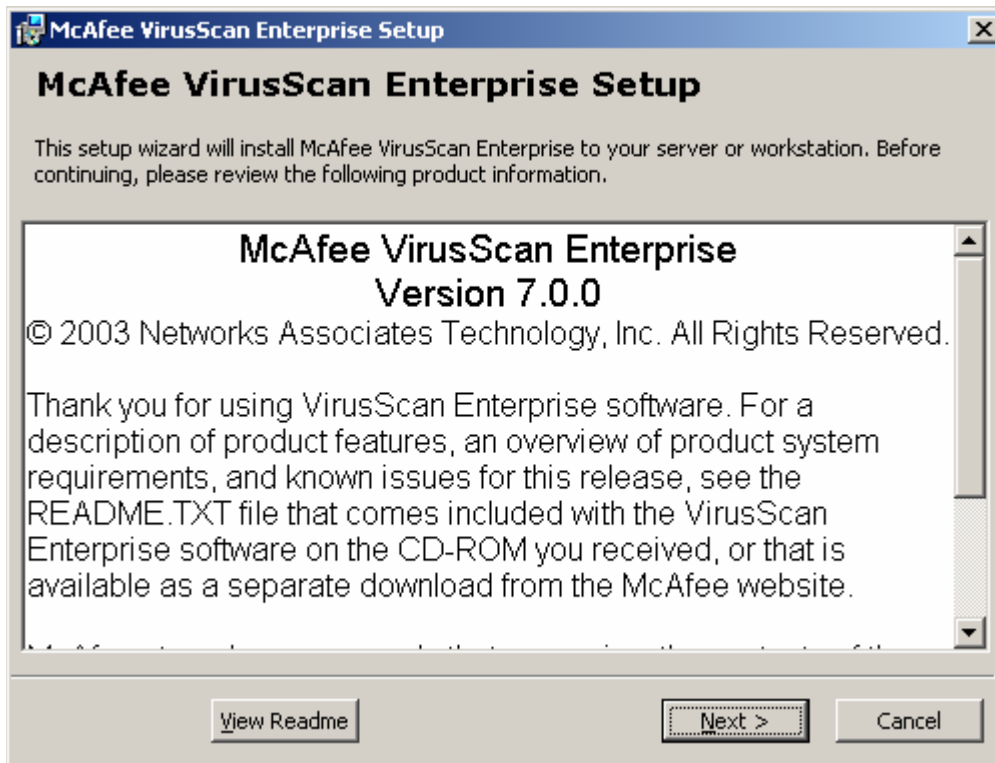 McAfee VirusScan Enterprise Setup
McAfee VirusScan Enterprise Setup
This setup wizard will install McAfee VirusScan Enterprise to your server or workstation. Before
continuing, please review the following product information.
McAfee VirusScan Enterprise
Version 7.0.0
© 2003 Networks Associates Technology, Inc. All Rights Reserved.
Thank you for using VirusScan Enterprise software. For a
description of product features, an overview of product system
requirements, and known issues for this release, see the
README.TXT file that comes included with the VirusScan
Enterprise software on the CD-ROM you received, or that is
available as a separate download from the McAfee website.
View Readme
Next >
Cancel